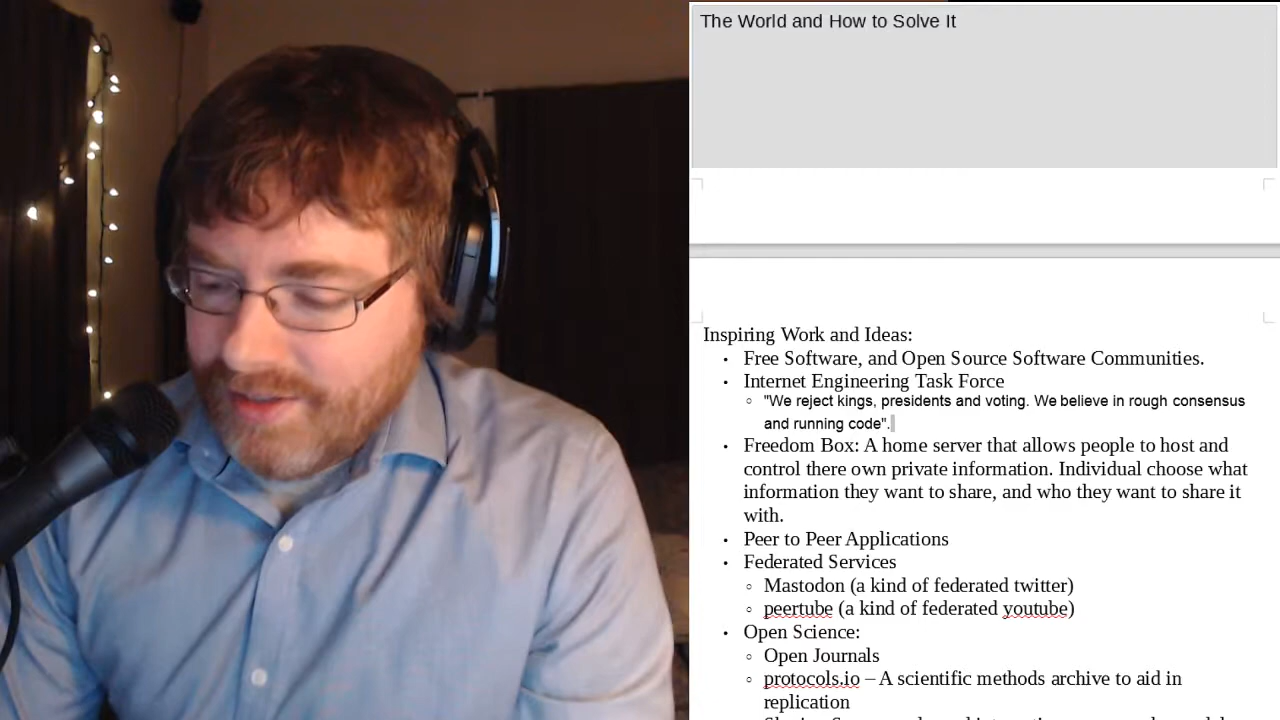 The World and How to Solve It
Inspiring Work and Ideas:
• Free Software, and Open Source Software Communities.
• Internet Engineering Task Force
◦ "We reject kings, presidents and voting. We believe in rough consensus
and running code".
• Freedom Box: A home server that allows people to host and
control there own private information. Individual choose what
information they want to share, and who they want to share it
with.
• Peer to Peer Applications
• Federated Services
◦ Mastodon (a kind of federated twitter)
◦ peertube (a kind of federated youtube)
• Open Science:
◦ Open Journals
◦ protocols.io – A scientific methods archive to aid in
replication